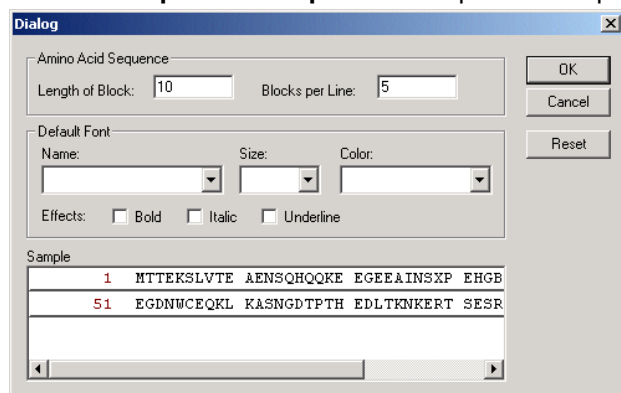 Dialog
Amino Acid Sequence
Length of Block: 10 Blocks per Line: 5
OK
Cancel
Default Font
Reset
Name: Size: Color:
Effects: Bold Italic Underline
Sample
1 MTTEKSLVTE AENSQHQQKE EGEEAINSXP EHGB
51 EGDNWCEQKL KASNGDTPTH EDLTKNKERT SESR